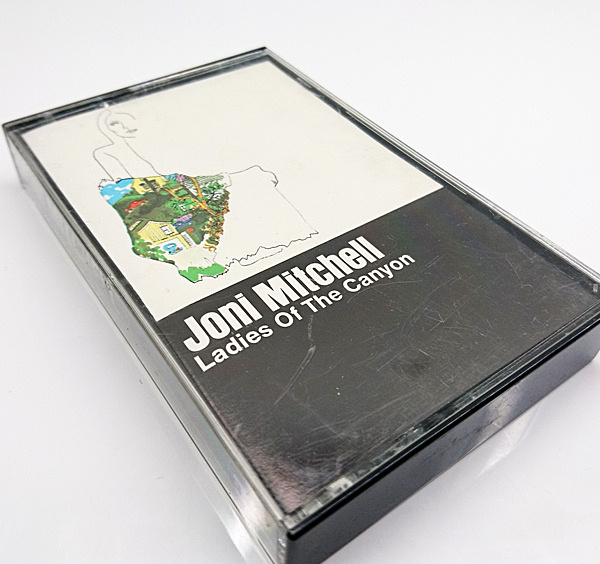 Joni Mitchell
Ladies Of The Canyon